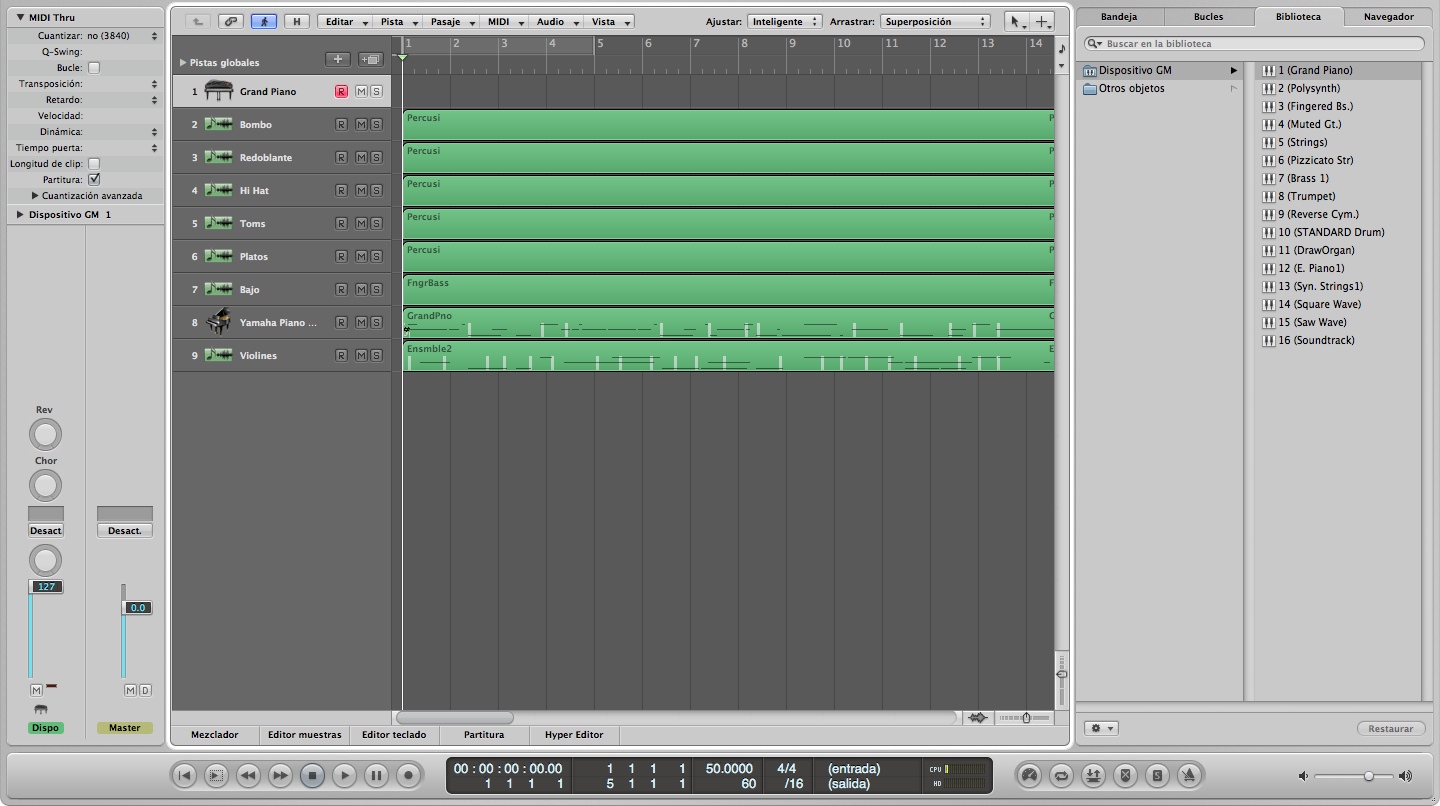 MIDI Thru
Cuantizar: no (3840)
Q-Swing:
Bucle:
Transposición:
Retardo:
Velocidad:
Dinámica:
Tiempo puerta:
Longitud de clip:
Partitura:
Cuantización avanzada
Dispositivo GM 1
Rev
Chor
Desact
Desact.
127
0.0
M
M D
Dispo
Master
H
Editar Pista Pasaje MIDI Audio Vista
Ajustar: Inteligente Arrastrar: Superposición
Pistas globales
1 2 3 4 5 6 7 8 9 10 11 12 13 14
1 Grand Piano R M S
2 Bombo R M S Percusi P
3 Redoblante R M S Percusi P
4 Hi Hat R M S Percusi P
5 Toms R M S Percusi P
6 Platos R M S Percusi P
7 Bajo R M S FngrBass F
8 Yamaha Piano ... R M S GrandPno
9 Violines R M S Ensmble2 E
Mezclador Editor muestras Editor teclado Partitura Hyper Editor
Bandeja Bucles Biblioteca Navegador
Buscar en la biblioteca
Dispositivo GM
Otros objetos
1 (Grand Piano)
2 (Polysynth)
3 (Fingered Bs.)
4 (Muted Gt.)
5 (Strings)
6 (Pizzicato Str)
7 (Brass 1)
8 (Trumpet)
9 (Reverse Cym.)
10 (STANDARD Drum)
11 (DrawOrgan)
12 (E. Piano1)
13 (Syn. Strings1)
14 (Square Wave)
15 (Saw Wave)
16 (Soundtrack)
Restaurar
00 : 00 : 00 : 00.00 1 1 1 1 50.0000 4/4 (entrada) CPU
1 1 1 1 5 1 1 1 60 /16 (salida) HD
S